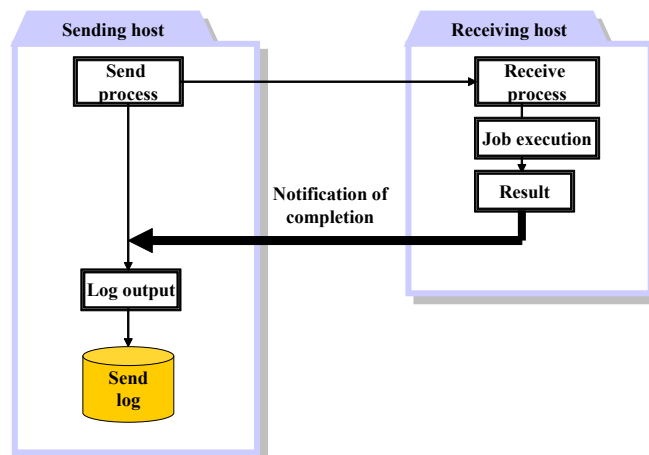 Sending host
Receiving host
Send
process
Receive
process
Job execution
Result
Notification of
completion
Log output
Send
log